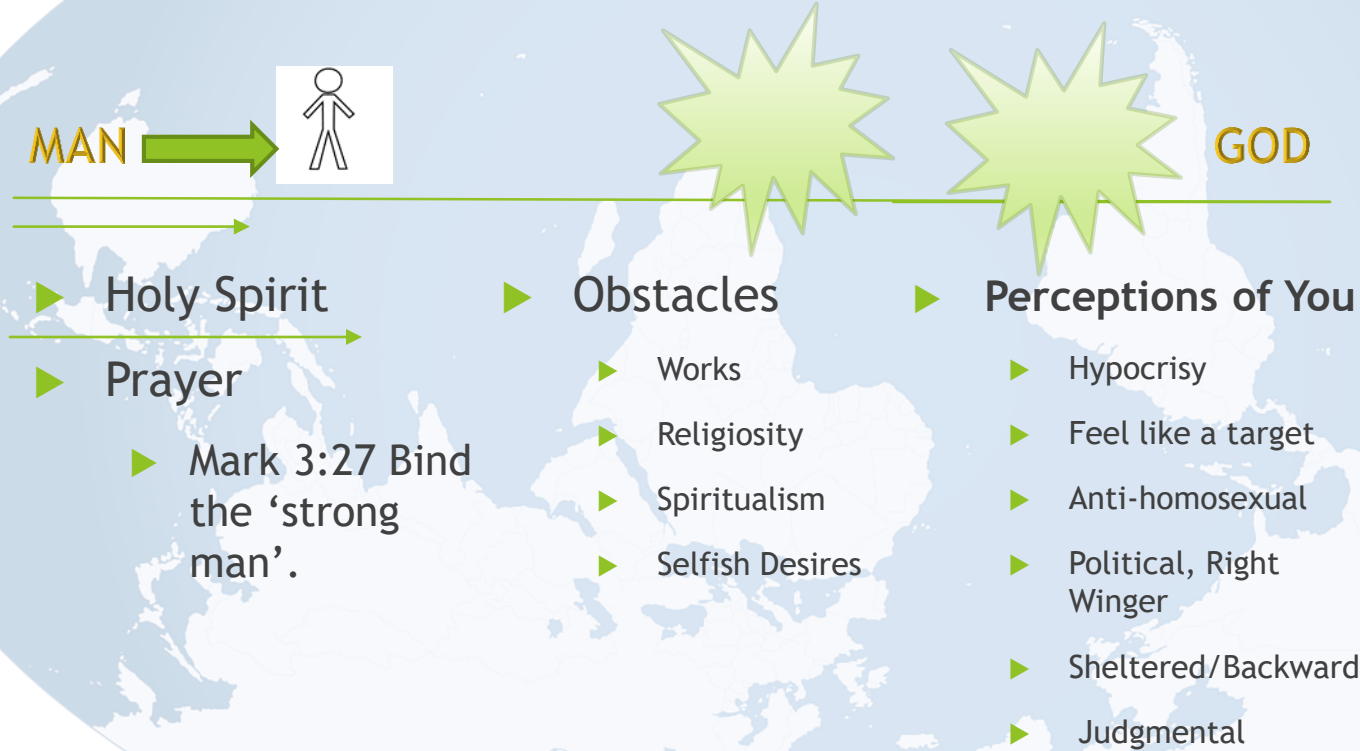 MAN
GOD
Holy Spirit
Prayer
Mark 3:27 Bind
the ‘strong
man’.
Obstacles
Works
Religiosity
Spiritualism
Selfish Desires
Perceptions of You
Hypocrisy
Feel like a target
Anti-homosexual
Political, Right
Winger
Sheltered/Backward
Judgmental